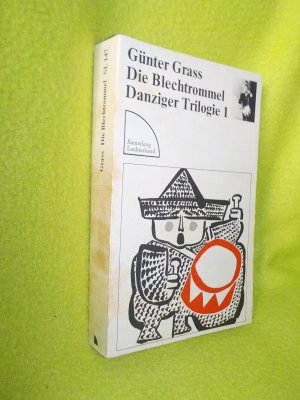 Günter Grass
Die Blechtrommel
Danziger Trilogie 1
Sammlung
Luchterhand
Grass Die Blechtrommel SL 147